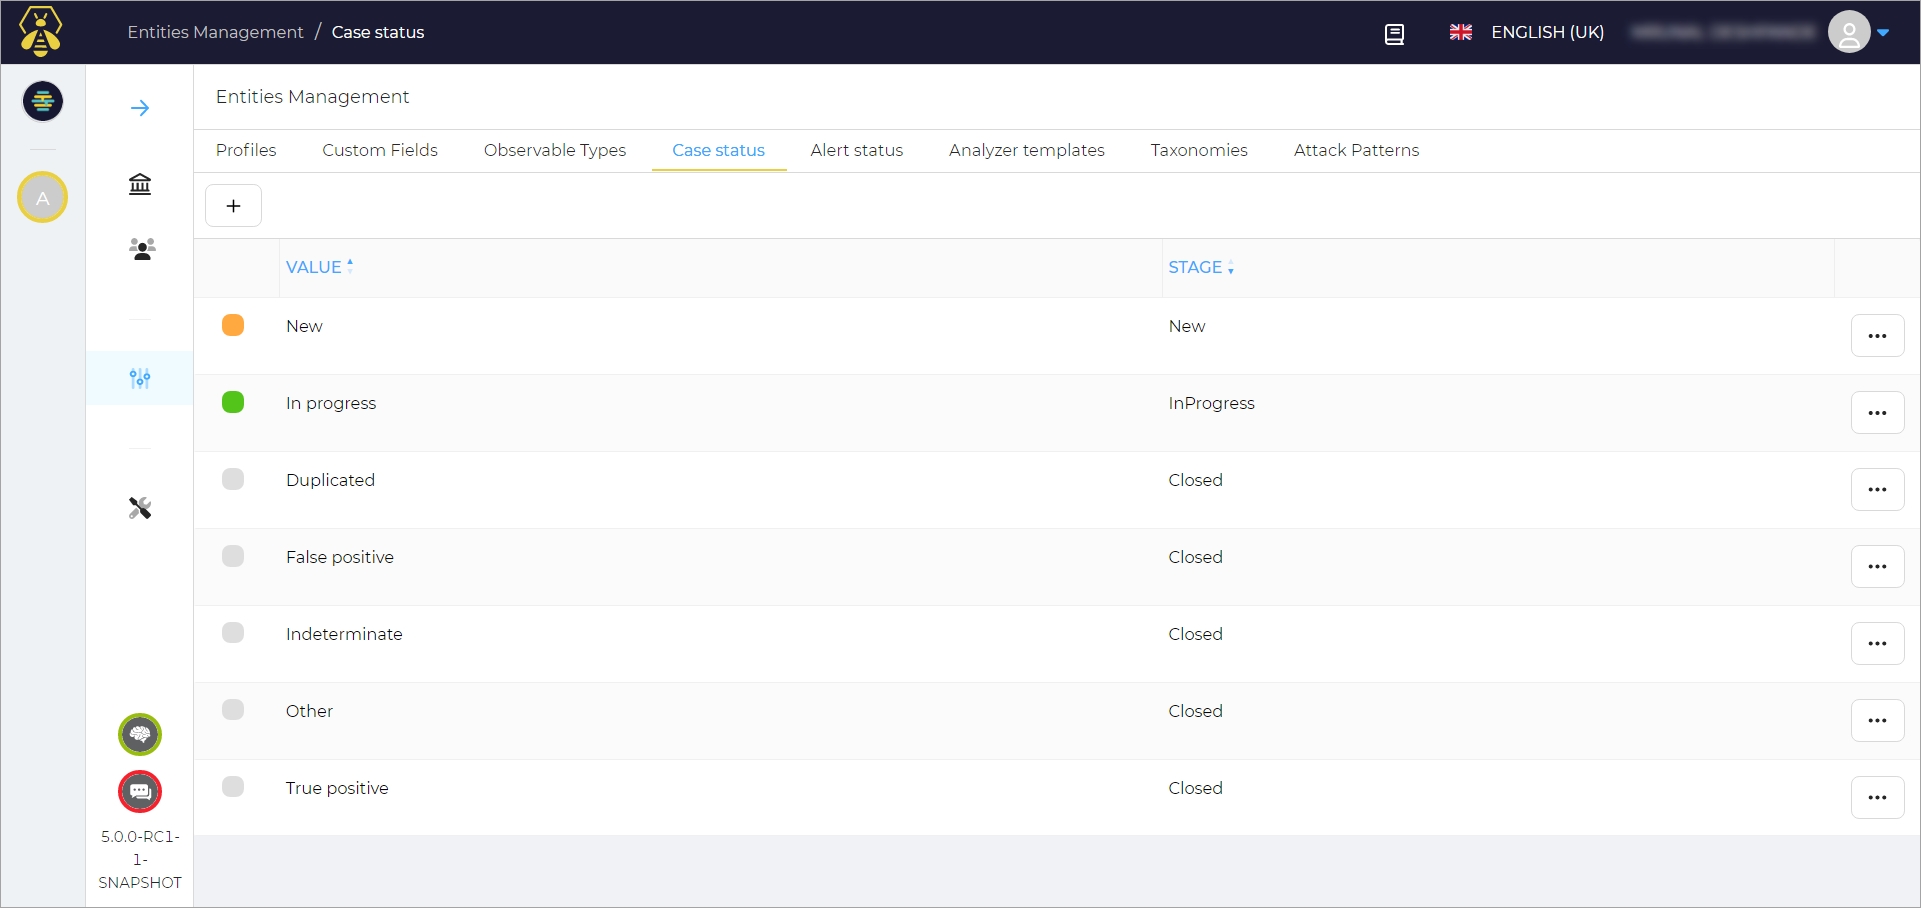 Entities Management / Case status
ENGLISH (UK)
A
Entities Management
Profiles Custom Fields Observable Types Case status Alert status Analyzer templates Taxonomies Attack Patterns
+
VALUE STAGE
New New
In progress InProgress
Duplicated Closed
False positive Closed
Indeterminate Closed
Other Closed
True positive Closed
5.0.0-RC1-
1-
SNAPSHOT